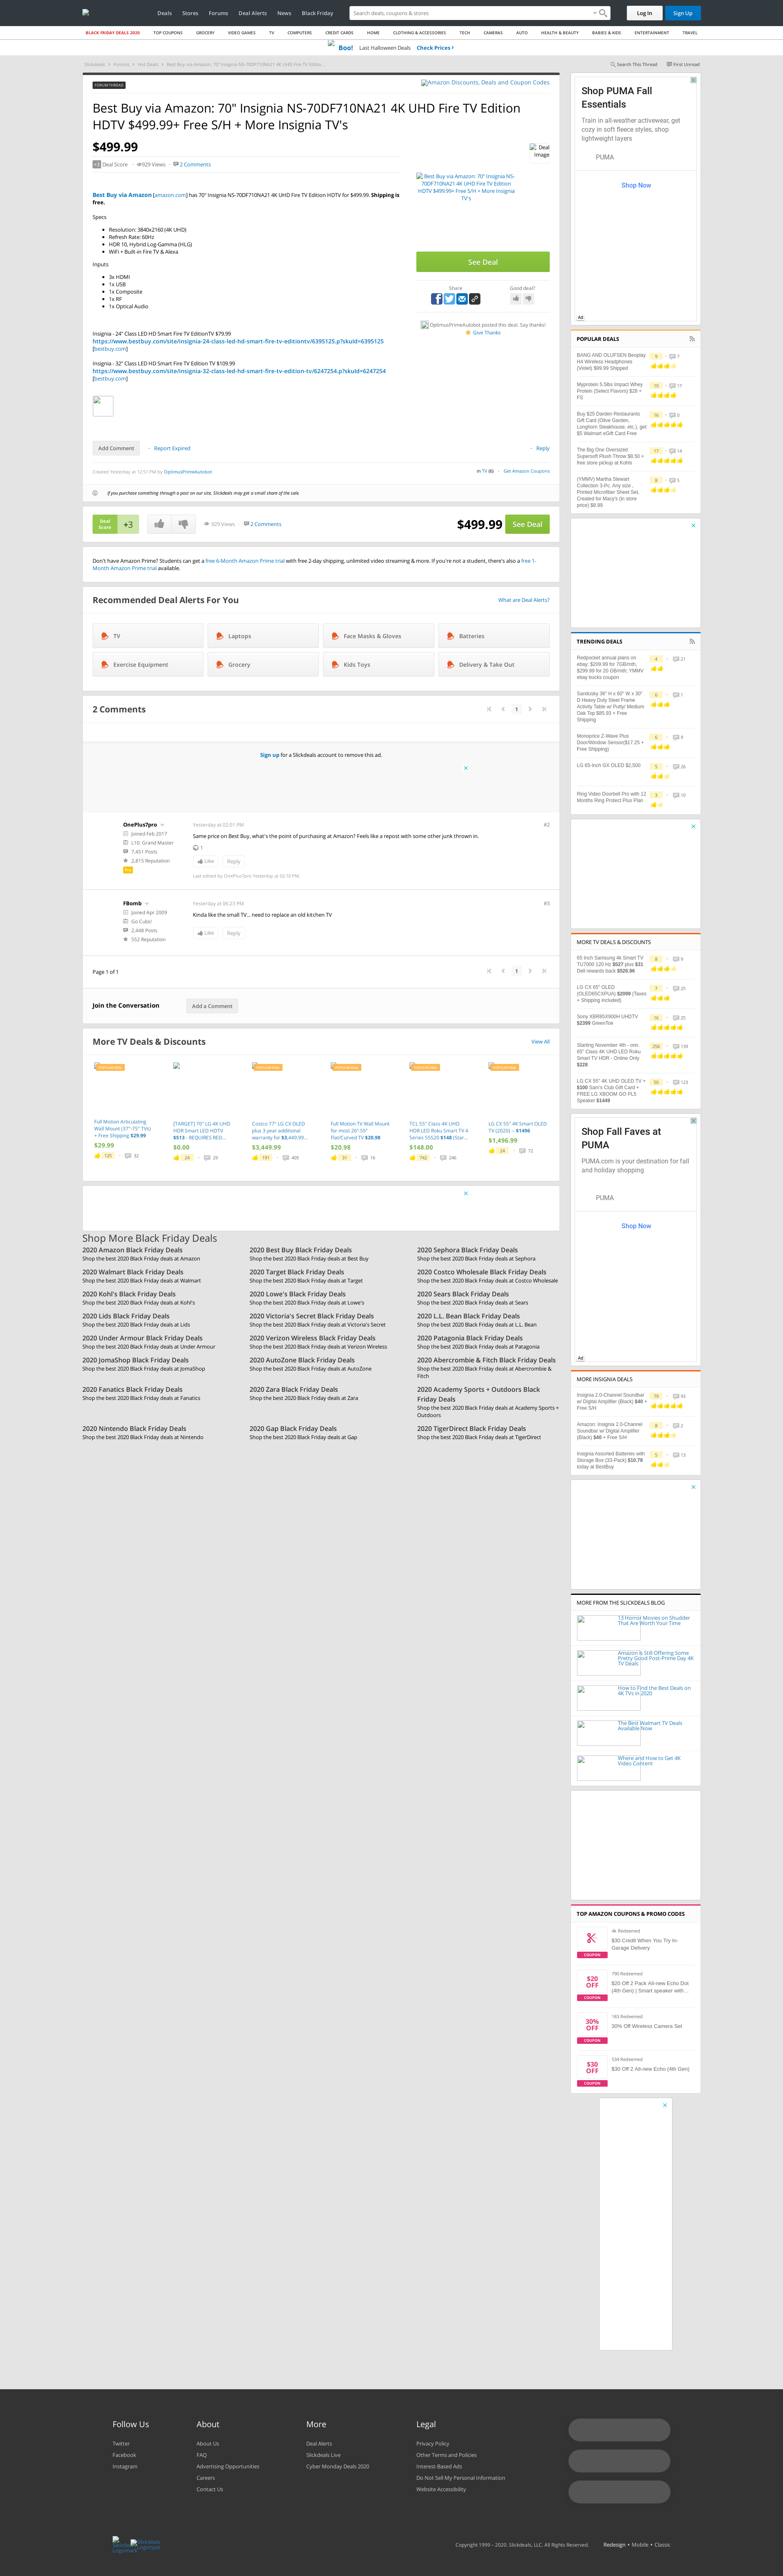 Deals Stores Forums Deal Alerts News Black Friday
Search deals, coupons & stores
Log In
Sign Up
BLACK FRIDAY DEALS 2020 TOP COUPONS GROCERY VIDEO GAMES TV COMPUTERS CREDIT CARDS HOME CLOTHING & ACCESSORIES TECH CAMERAS AUTO HEALTH & BEAUTY BABIES & KIDS ENTERTAINMENT TRAVEL
Boo! Last Halloween Deals Check Prices
Slickdeals Forums Hot Deals Best Buy via Amazon: 70" Insignia NS-70DF710NA21 4K UHD Fire TV Editio...
Search This Thread
First Unread
FORUM THREAD
Amazon Discounts, Deals and Coupon Codes
Best Buy via Amazon: 70" Insignia NS-70DF710NA21 4K UHD Fire TV Edition
HDTV $499.99+ Free S/H + More Insignia TV's
$499.99
+3 Deal Score 929 Views 2 Comments
Deal
Image
Best Buy via Amazon [amazon.com] has 70" Insignia NS-70DF710NA21 4K UHD Fire TV Edition HDTV for $499.99. Shipping is
free.
Specs
Resolution: 3840x2160 (4K UHD)
Refresh Rate: 60Hz
HDR 10, Hybrid Log-Gamma (HLG)
WiFi + Built-in Fire TV & Alexa
Inputs
3x HDMI
1x USB
1x Composite
1x RF
1x Optical Audio
Insignia - 24" Class LED HD Smart Fire TV EditionTV $79.99
https://www.bestbuy.com/site/insignia-24-class-led-hd-smart-fire-tv-editiontv/6395125.p?skuId=6395125
[bestbuy.com]
Insignia - 32" Class LED HD Smart Fire TV Edition TV $109.99
https://www.bestbuy.com/site/insignia-32-class-led-hd-smart-fire-tv-edition-tv/6247254.p?skuId=6247254
[bestbuy.com]
Best Buy via Amazon: 70" Insignia NS-
70DF710NA21 4K UHD Fire TV Edition
HDTV $499.99+ Free S/H + More Insignia
TV's
See Deal
Share
Good deal?
OptimusPrimeAutobot posted this deal. Say thanks!
Give Thanks
Add Comment
Report Expired
Reply
Created Yesterday at 12:51 PM by OptimusPrimeAutobot
in TV (6) Get Amazon Coupons
If you purchase something through a post on our site, Slickdeals may get a small share of the sale.
Deal
Score
+3
929 Views 2 Comments
$499.99
See Deal
Don't have Amazon Prime? Students can get a free 6-Month Amazon Prime trial with free 2-day shipping, unlimited video streaming & more. If you're not a student, there's also a free 1-
Month Amazon Prime trial available.
Recommended Deal Alerts For You
What are Deal Alerts?
TV
Laptops
Face Masks & Gloves
Batteries
Exercise Equipment
Grocery
Kids Toys
Delivery & Take Out
2 Comments
1
Sign up for a Slickdeals account to remove this ad.
OnePlus7pro
Joined Feb 2017
L10: Grand Master
7,451 Posts
2,815 Reputation
Pro
Yesterday at 02:01 PM
#2
Same price on Best Buy, what's the point of purchasing at Amazon? Feels like a repost with some other junk thrown in.
1
Like
Reply
Last edited by OnePlus7pro Yesterday at 02:10 PM.
FBomb
Joined Apr 2009
Go Cubs!
2,448 Posts
552 Reputation
Yesterday at 06:23 PM
#3
Kinda like the small TV... need to replace an old kitchen TV
Like
Reply
Page 1 of 1
1
Join the Conversation
Add a Comment
More TV Deals & Discounts
View All
POPULAR DEAL
Full Motion Articulating
Wall Mount (37"-75" TVs)
+ Free Shipping $29.99
$29.99
125 32
[TARGET] 70" LG 4K UHD
HDR Smart LED HDTV
$513 - REQUIRES RED...
$0.00
24 29
POPULAR DEAL
Costco 77" LG CX OLED
plus 3 year additional
warranty for $3,449.99...
$3,449.99
191 405
POPULAR DEAL
Full Motion TV Wall Mount
for most 26"-55"
Flat/Curved TV $20.98
$20.98
31 16
POPULAR DEAL
TCL 55" Class 4K UHD
HDR LED Roku Smart TV 4
Series 55S20 $148 (Star...
$148.00
742 246
POPULAR DEAL
LG CX 55" 4K Smart OLED
TV (2020) -- $1496
$1,496.99
24 72
Shop More Black Friday Deals
2020 Amazon Black Friday Deals
Shop the best 2020 Black Friday deals at Amazon
2020 Best Buy Black Friday Deals
Shop the best 2020 Black Friday deals at Best Buy
2020 Sephora Black Friday Deals
Shop the best 2020 Black Friday deals at Sephora
2020 Walmart Black Friday Deals
Shop the best 2020 Black Friday deals at Walmart
2020 Target Black Friday Deals
Shop the best 2020 Black Friday deals at Target
2020 Costco Wholesale Black Friday Deals
Shop the best 2020 Black Friday deals at Costco Wholesale
2020 Kohl's Black Friday Deals
Shop the best 2020 Black Friday deals at Kohl's
2020 Lowe's Black Friday Deals
Shop the best 2020 Black Friday deals at Lowe's
2020 Sears Black Friday Deals
Shop the best 2020 Black Friday deals at Sears
2020 Lids Black Friday Deals
Shop the best 2020 Black Friday deals at Lids
2020 Victoria's Secret Black Friday Deals
Shop the best 2020 Black Friday deals at Victoria's Secret
2020 L.L. Bean Black Friday Deals
Shop the best 2020 Black Friday deals at L.L. Bean
2020 Under Armour Black Friday Deals
Shop the best 2020 Black Friday deals at Under Armour
2020 Verizon Wireless Black Friday Deals
Shop the best 2020 Black Friday deals at Verizon Wireless
2020 Patagonia Black Friday Deals
Shop the best 2020 Black Friday deals at Patagonia
2020 JomaShop Black Friday Deals
Shop the best 2020 Black Friday deals at JomaShop
2020 AutoZone Black Friday Deals
Shop the best 2020 Black Friday deals at AutoZone
2020 Abercrombie & Fitch Black Friday Deals
Shop the best 2020 Black Friday deals at Abercrombie &
Fitch
2020 Fanatics Black Friday Deals
Shop the best 2020 Black Friday deals at Fanatics
2020 Zara Black Friday Deals
Shop the best 2020 Black Friday deals at Zara
2020 Academy Sports + Outdoors Black
Friday Deals
Shop the best 2020 Black Friday deals at Academy Sports +
Outdoors
2020 Nintendo Black Friday Deals
Shop the best 2020 Black Friday deals at Nintendo
2020 Gap Black Friday Deals
Shop the best 2020 Black Friday deals at Gap
2020 TigerDirect Black Friday Deals
Shop the best 2020 Black Friday deals at TigerDirect
Shop PUMA Fall
Essentials
Train in all-weather activewear, get
cozy in soft fleece styles, shop
lightweight layers
PUMA
Shop Now
Ad
POPULAR DEALS
BANG AND OLUFSEN Beoplay
H4 Wireless Headphones
(Violet) $99.99 Shipped
9 7
Myprotein 5.5lbs Impact Whey
Protein (Select Flavors) $28 +
FS
10 17
Buy $25 Darden Restaurants
Gift Card (Olive Garden,
Longhorn Steakhouse, etc.), get
$5 Walmart eGift Card Free
16 0
The Big One Oversized
Supersoft Plush Throw $8.50 +
free store pickup at Kohls
17 14
(YMMV) Martha Stewart
Collection 3-Pc. Any size ,
Printed Microfiber Sheet Set,
Created for Macy's (in store
price) $9.99
8 5
TRENDING DEALS
Redpocket annual plans on
ebay: $209.99 for 7GB/mth,
$299.99 for 20 GB/mth; YMMV
ebay bucks coupon
4 21
Sandusky 36" H x 60" W x 30"
D Heavy Duty Steel Frame
Activity Table w/ Putty/ Medium
Oak Top $85.93 + Free
Shipping
6 1
Monoprice Z-Wave Plus
Door/Window Sensor($17.25 +
Free Shipping)
6 9
LG 65-Inch GX OLED $2,500
5 26
Ring Video Doorbell Pro with 12
Months Ring Protect Plus Plan
3 10
MORE TV DEALS & DISCOUNTS
65 Inch Samsung 4k Smart TV
TU7000 120 Hz $527 plus $31
Dell rewards back $526.96
8 9
LG CX 65" OLED
(OLED65CXPUA) $2099 (Taxes
+ Shipping included)
7 25
Sony XBR85X900H UHDTV
$2399 GreenToe
16 25
Starting November 4th - onn.
65" Class 4K UHD LED Roku
Smart TV HDR - Online Only
$228
256 139
LG CX 55" 4K UHD OLED TV +
$100 Sam's Club Gift Card +
FREE LG XBOOM GO PL5
Speaker $1449
50 123
Shop Fall Faves at
PUMA
PUMA.com is your destination for fall
and holiday shopping
PUMA
Shop Now
Ad
MORE INSIGNIA DEALS
Insignia 2.0-Channel Soundbar
w/ Digital Amplifier (Black) $40 +
Free S/H
79 93
Amazon: Insignia 2.0-Channel
Soundbar w/ Digital Amplifier
(Black) $40 + Free S/H
8 2
Insignia Assorted Batteries with
Storage Box (33-Pack) $10.79
today at BestBuy
5 13
MORE FROM THE SLICKDEALS BLOG
13 Horror Movies on Shudder
That Are Worth Your Time
Amazon Is Still Offering Some
Pretty Good Post-Prime Day 4K
TV Deals
How to Find the Best Deals on
4K TVs in 2020
The Best Walmart TV Deals
Available Now
Where and How to Get 4K
Video Content
TOP AMAZON COUPONS & PROMO CODES
COUPON
4k Redeemed
$30 Credit When You Try In-
Garage Delivery
$20
OFF
COUPON
790 Redeemed
$20 Off 2 Pack All-new Echo Dot
(4th Gen) | Smart speaker with...
30%
OFF
COUPON
183 Redeemed
30% Off Wireless Camera Set
$30
OFF
COUPON
534 Redeemed
$30 Off 2 All-new Echo (4th Gen)
Follow Us
Twitter
Facebook
Instagram
About
About Us
FAQ
Advertising Opportunities
Careers
Contact Us
More
Deal Alerts
Slickdeals Live
Cyber Monday Deals 2020
Legal
Privacy Policy
Other Terms and Policies
Interest-Based Ads
Do Not Sell My Personal Information
Website Accessibility
Copyright 1999 - 2020. Slickdeals, LLC. All Rights Reserved. Redesign • Mobile • Classic